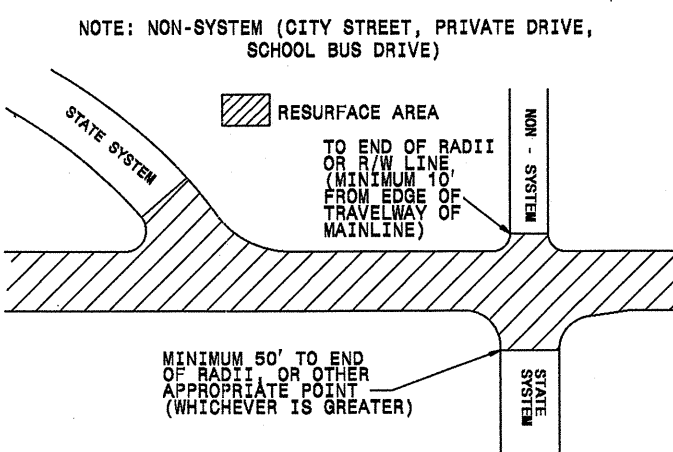 NOTE: NON-SYSTEM (CITY STREET, PRIVATE DRIVE,
SCHOOL BUS DRIVE)
STATE SYSTEM
RESURFACE AREA
TO END OF RADII
OR R/W LINE
(MINIMUM 10'
FROM EDGE OF
TRAVELWAY OF
MAINLINE)
NON - SYSTEM
MINIMUM 50' TO END
OF RADII, OR OTHER
APPROPRIATE POINT
(WHICHEVER IS GREATER)
STATE
SYSTEM